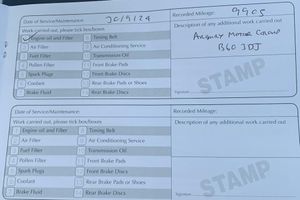 Date of Service/Maintenance: 20/9/24 Recorded Mileage: 9905
Work carried out, please tick box/boxes Description of any additional work carried out
Engine oil and Filter Timing Belt
Air Filter Air Conditioning Service
Fuel Filter Transmission Oil
Pollen Filter Front Brake Pads
Spark Plugs Front Brake Discs
Coolant Rear Brake Pads or Shoes
Brake Fluid Rear Brake Discs
Motor Group
B60 3DJ
STAMP
Signature
Date of Service/Maintenance: Recorded Mileage:
Work carried out, please tick box/boxes Description of any additional work carried out
Engine oil and Filter Timing Belt
Air Filter Air Conditioning Service
Fuel Filter Transmission Oil
Pollen Filter Front Brake Pads
Spark Plugs Front Brake Discs
Coolant Rear Brake Pads or Shoes
Brake Fluid Rear Brake Discs
STAMP
Signature